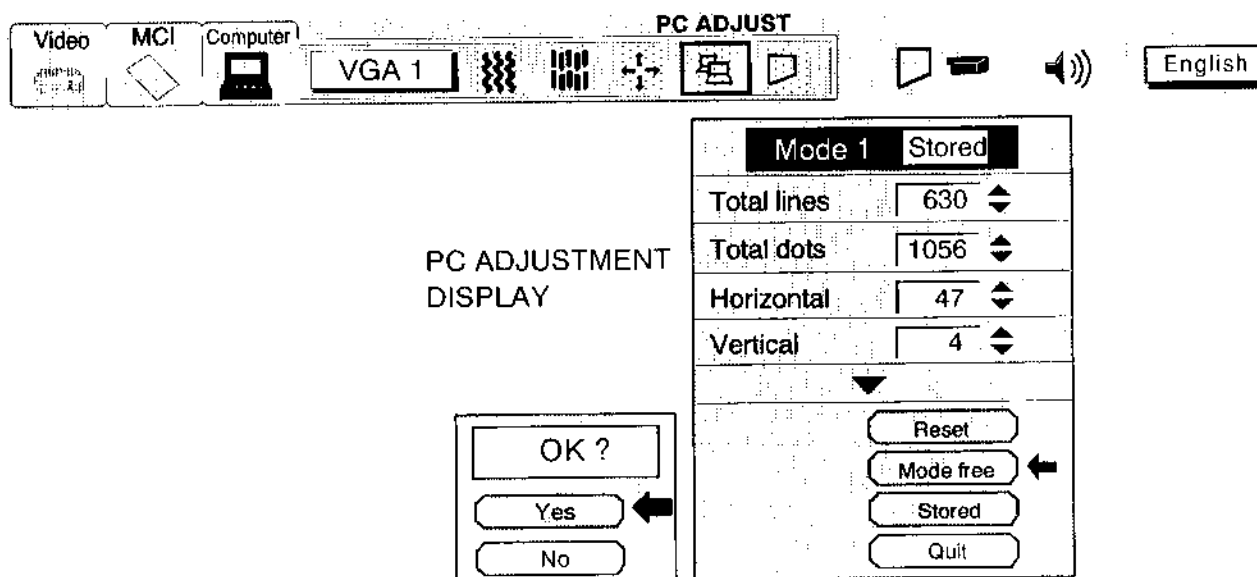 PC ADJUST
Video MCI Computer VGA 1 English
Mode 1 Stored
Total lines 630
Total dots 1056
Horizontal 47
Vertical 4
PC ADJUSTMENT
DISPLAY
Reset
Mode free
Stored
Quit
OK ?
Yes
No